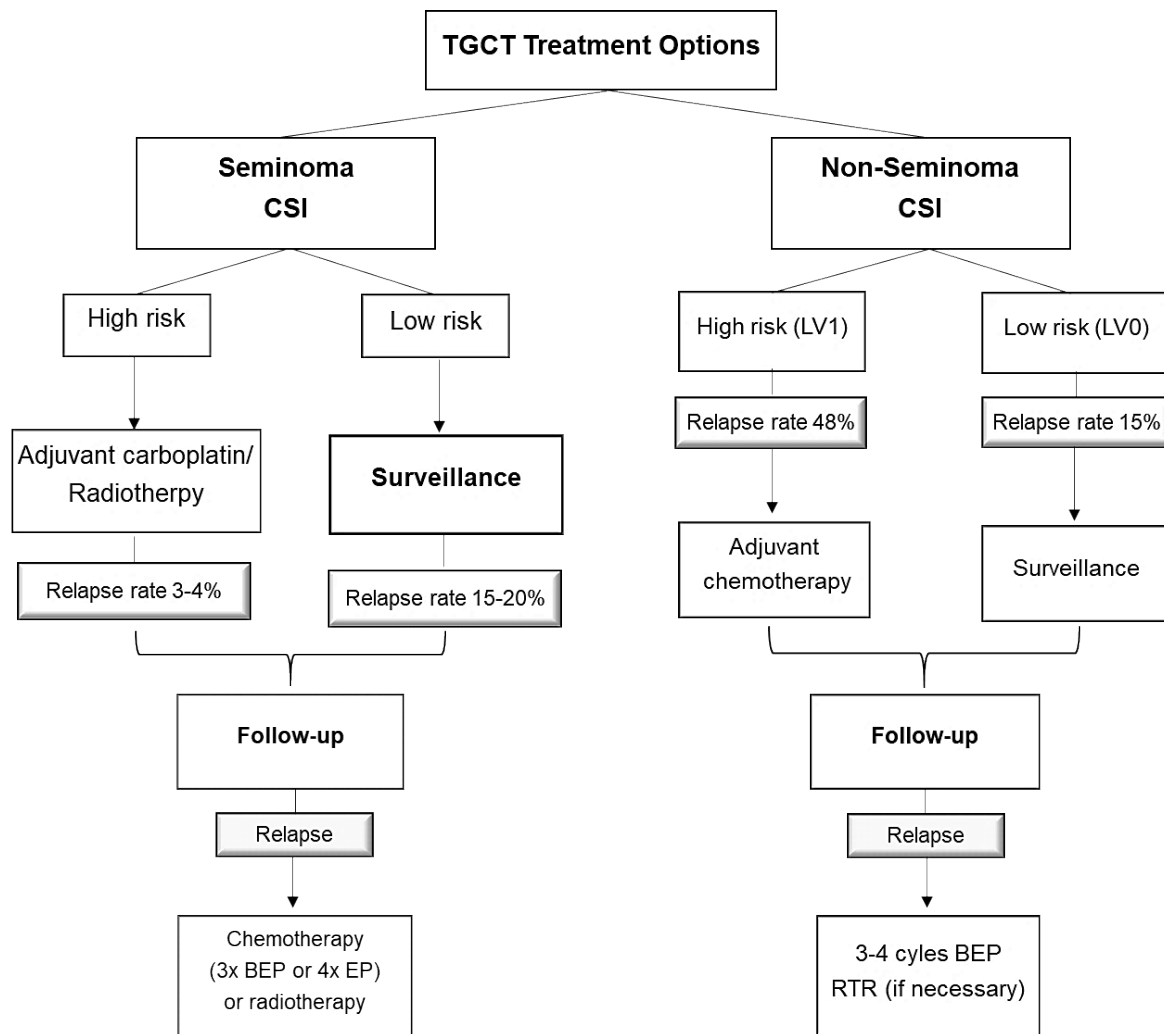 TGCT Treatment Options
Seminoma
CSI
Non-Seminoma
CSI
High risk
Low risk
High risk (LV1)
Low risk (LV0)
Relapse rate 48%
Relapse rate 15%
Adjuvant carboplatin/
Radiotherpy
Surveillance
Adjuvant
chemotherapy
Surveillance
Relapse rate 3-4%
Relapse rate 15-20%
Follow-up
Follow-up
Relapse
Relapse
Chemotherapy
(3x BEP or 4x EP)
or radiotherapy
3-4 cyles BEP
RTR (if necessary)